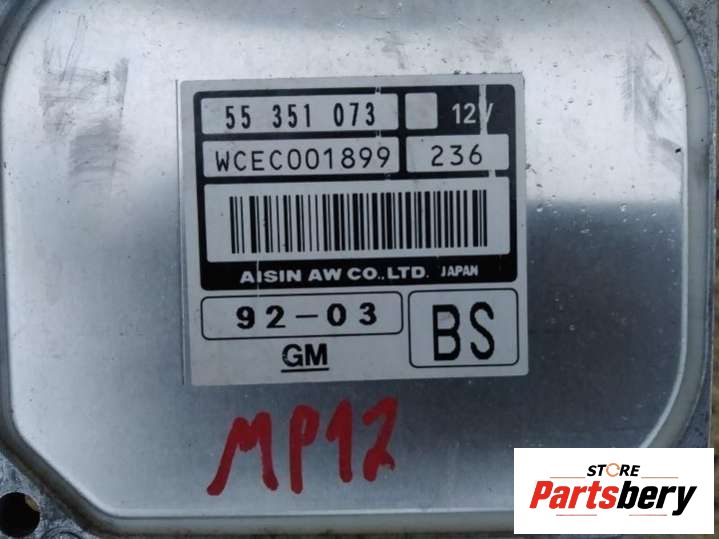 55 351 073 12V
WCEC001899 236
AISIN AW CO.,LTD. JAPAN
92-03
GM
BS
MP12
STORE
Partsbery